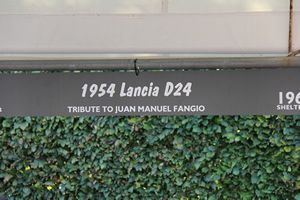 1954 Lancia D24
TRIBUTE TO JUAN MANUEL FANGIO
196
SHELT